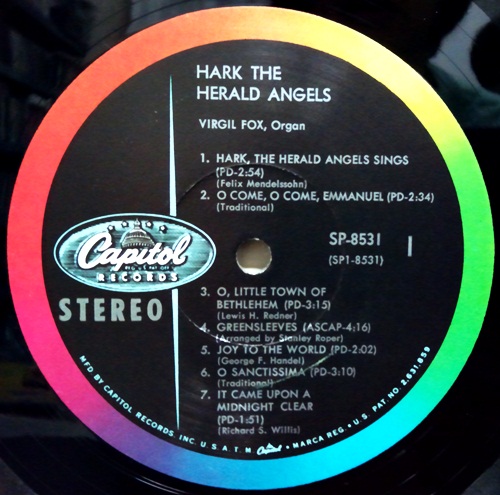 HARK THE
HERALD ANGELS
VIRGIL FOX, Organ
1. HARK, THE HERALD ANGELS SINGS
(PD-2:54)
(Felix Mendelssohn)
2. O COME, O COME, EMMANUEL (PD-2:34)
(Traditional)
Capitol
RECORDS
STEREO
SP-8531
1
(SP1-8531)
3. O, LITTLE TOWN OF
BETHLEHEM (PD-3:15)
(Lewis H. Redner)
4. GREENSLEEVES (ASCAP-4:16)
(Arranged by Stanley Roper)
5. JOY TO THE WORLD (PD-2:02)
(George F. Handel)
6. O SANCTISSIMA (PD-3:10)
(Traditional)
7. IT CAME UPON A
MIDNIGHT CLEAR
(PD-1:51)
(Richard S. Willis)
MFD BY CAPITOL RECORDS, INC. U.S.A. T.M. Capitol • MARCA REG. • U.S. PAT. NO. 2,631,859